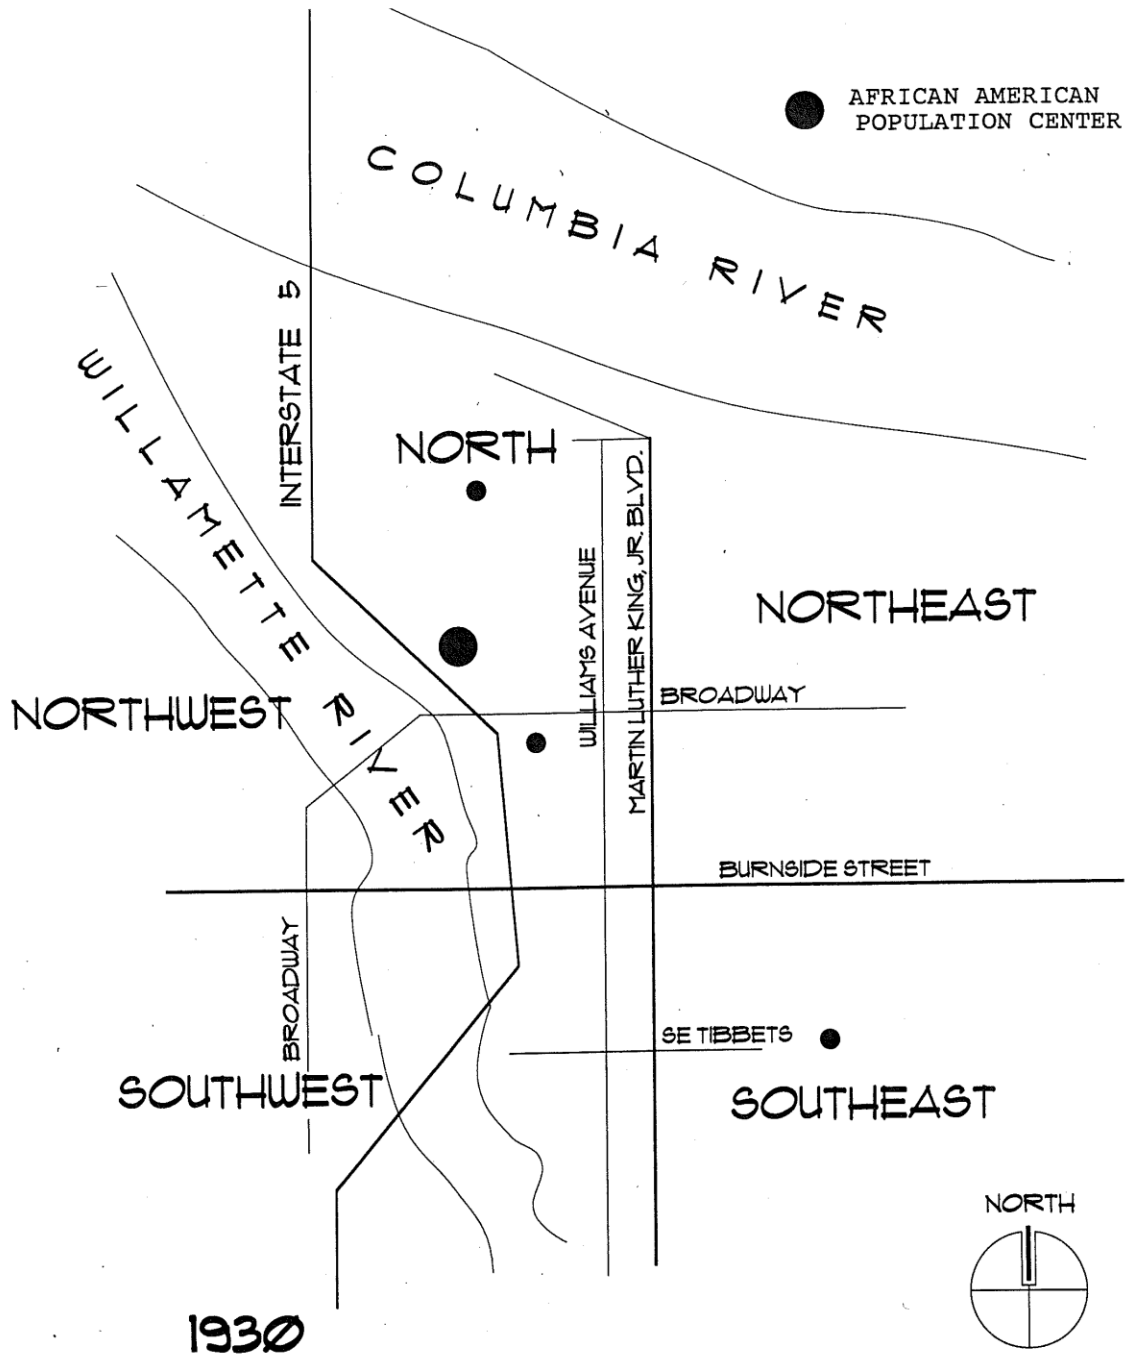 AFRICAN AMERICAN
POPULATION CENTER
COLUMBIA RIVER
INTERSTATE 5
WILLAMETTE RIVER
NORTH
WILLIAMS AVENUE
MARTIN LUTHER KING, JR. BLVD.
NORTHEAST
NORTHWEST
BROADWAY
BURNSIDE STREET
BROADWAY
SE TIBBETS
SOUTHWEST
SOUTHEAST
NORTH
1930